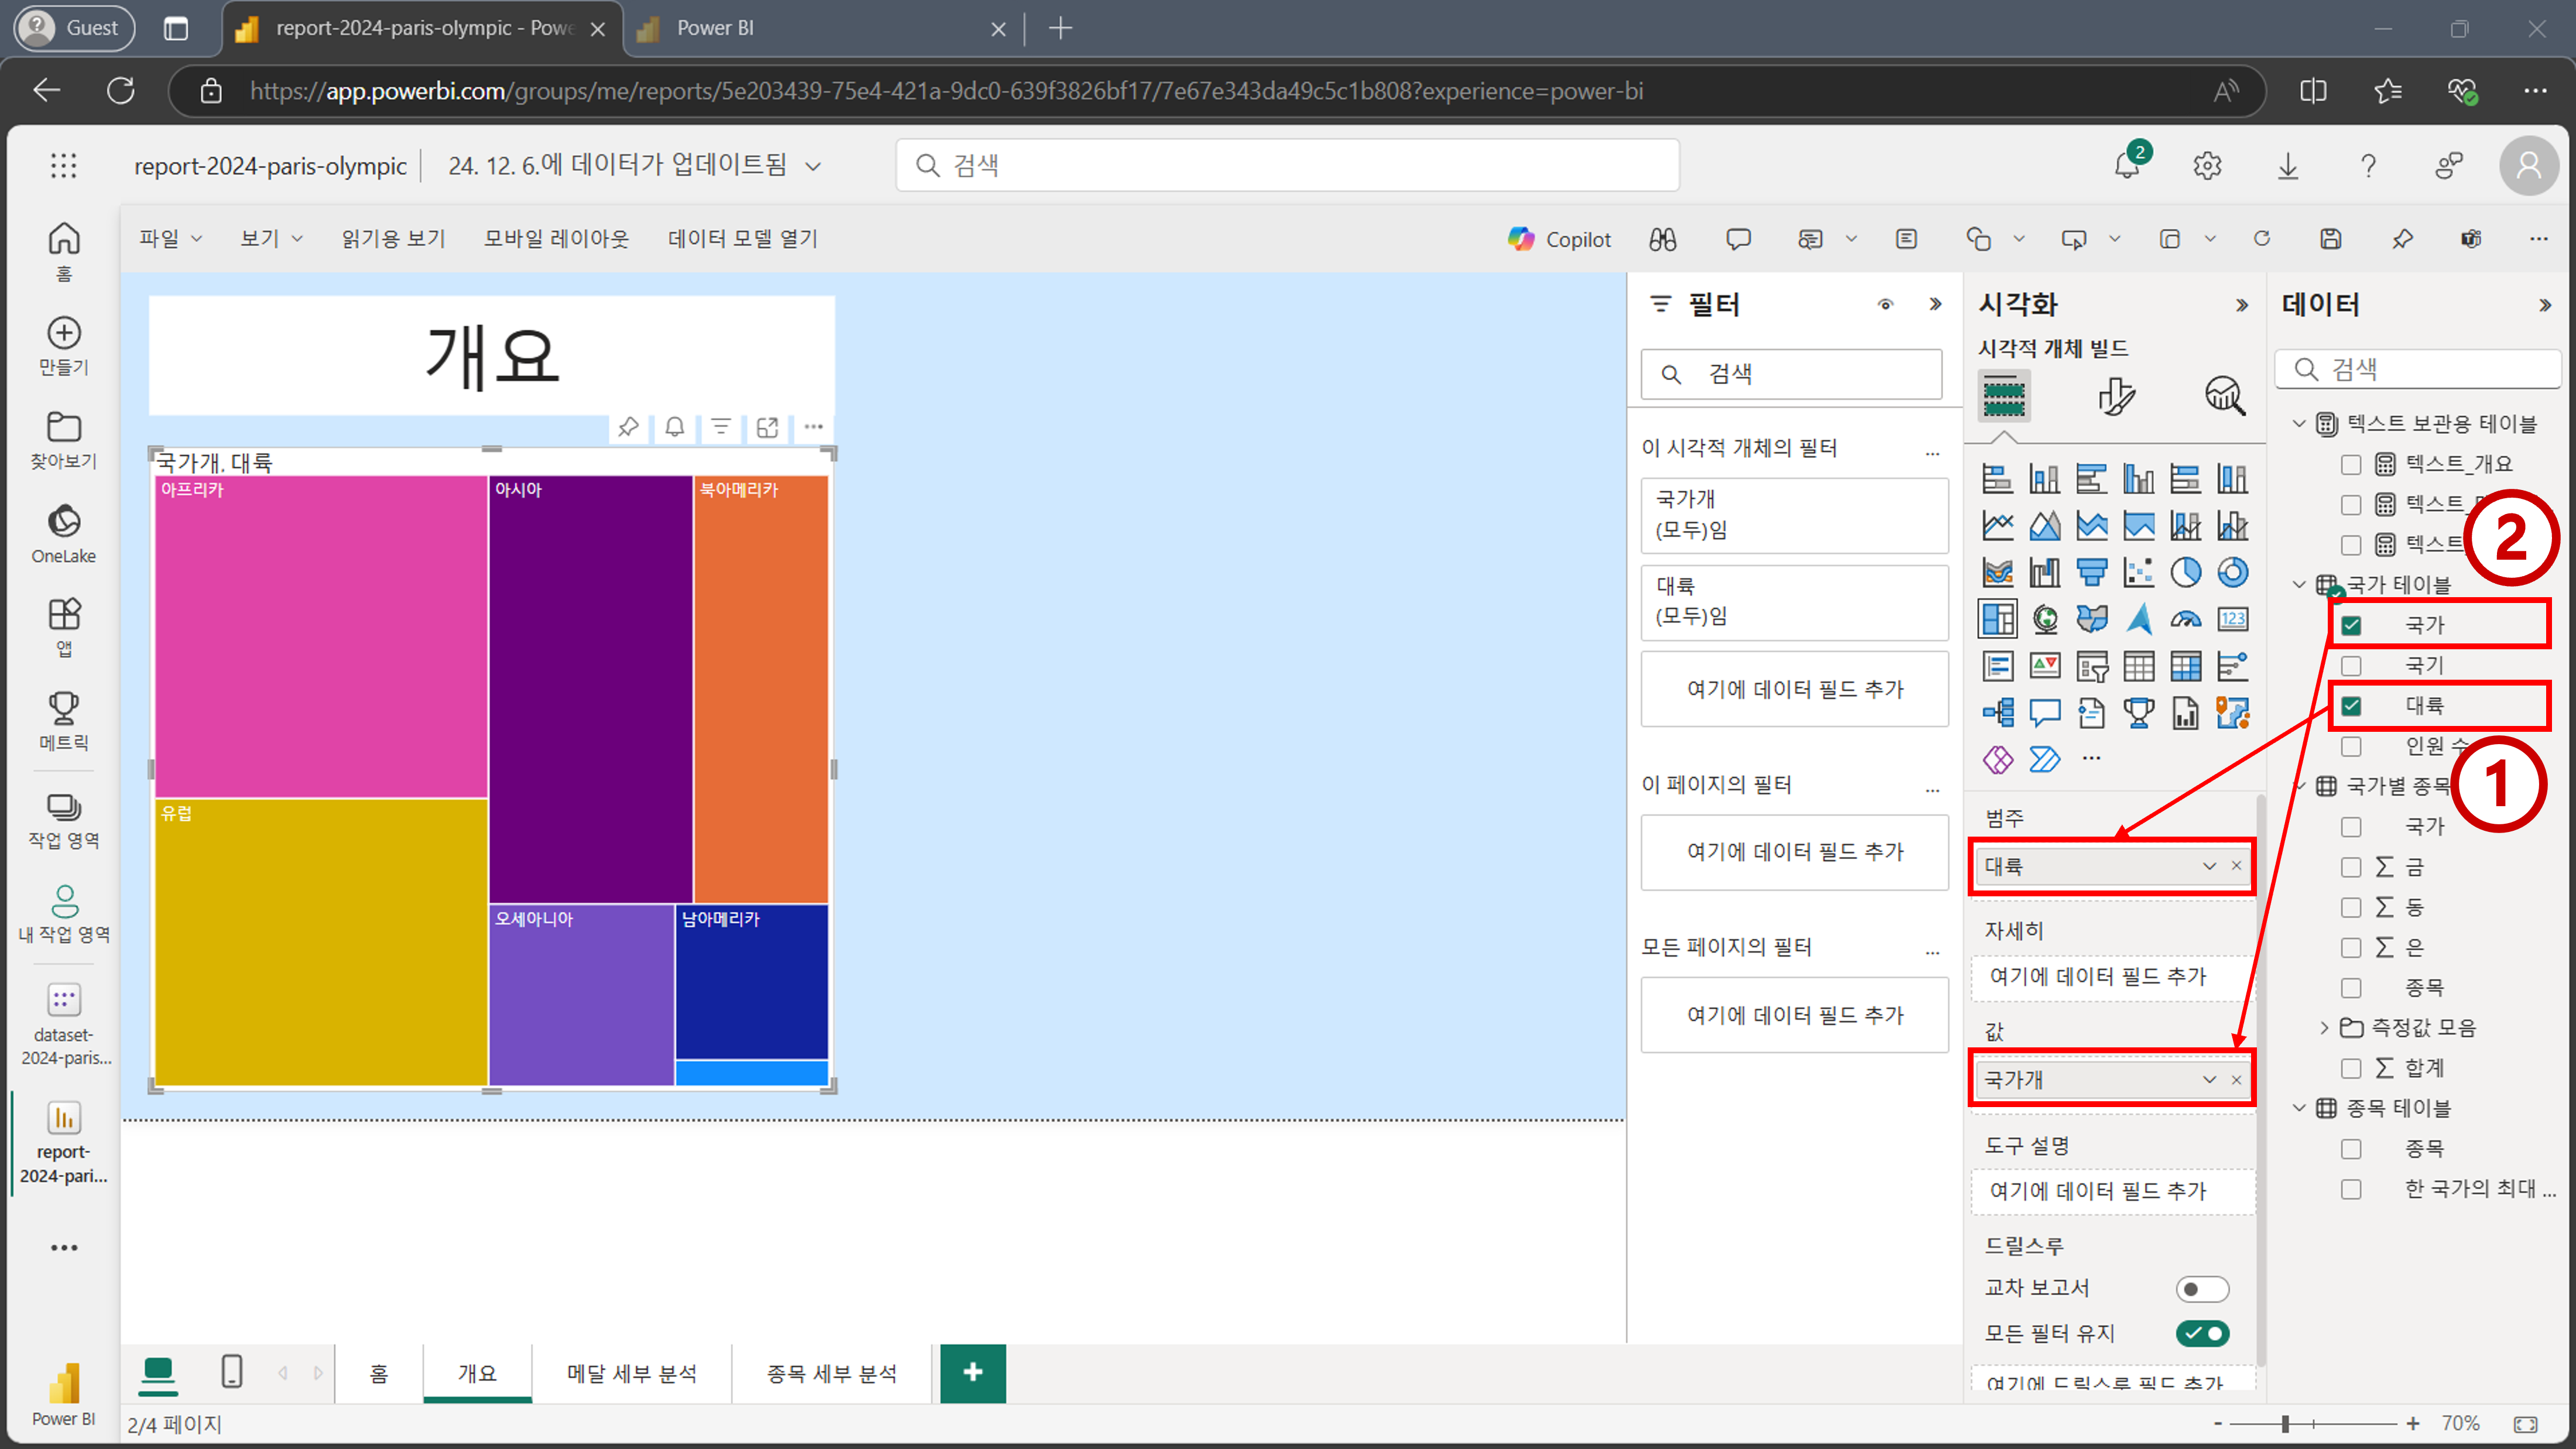 Guest
report-2024-paris-olympic - Powe
Power BI
https://app.powerbi.com/groups/me/reports/5e203439-75e4-421a-9dc0-639f3826bf17/7e67e343da49c5c1b808?experience=power-bi
report-2024-paris-olympic
24. 12. 6.에 데이터가 업데이트됨
검색
2
파일
보기
읽기용 보기
모바일 레이아웃
데이터 모델 열기
Copilot
홈
만들기
찾아보기
OneLake
앱
메트릭
작업 영역
내 작업 영역
dataset-
2024-paris...
report-
2024-pari...
Power BI
개요
국가개, 대륙
아프리카
아시아
북아메리카
유럽
오세아니아
남아메리카
필터
검색
이 시각적 개체의 필터
...
국가개
(모두)임
대륙
(모두)임
여기에 데이터 필드 추가
이 페이지의 필터
...
여기에 데이터 필드 추가
모든 페이지의 필터
...
여기에 데이터 필드 추가
시각화
시각적 개체 빌드
123
범주
대륙
자세히
여기에 데이터 필드 추가
값
국가개
도구 설명
여기에 데이터 필드 추가
드릴스루
교차 보고서
모든 필터 유지
여기에 드릴스루 필드 추가
데이터
검색
텍스트 보관용 테이블
텍스트_개요
텍스트_
텍스트
2
국가 테이블
국가
국기
대륙
인원 수
1
국가별 종목
국가
금
동
은
종목
측정값 모음
합계
종목 테이블
종목
한 국가의 최대 ...
홈
개요
메달 세부 분석
종목 세부 분석
2/4 페이지
70%